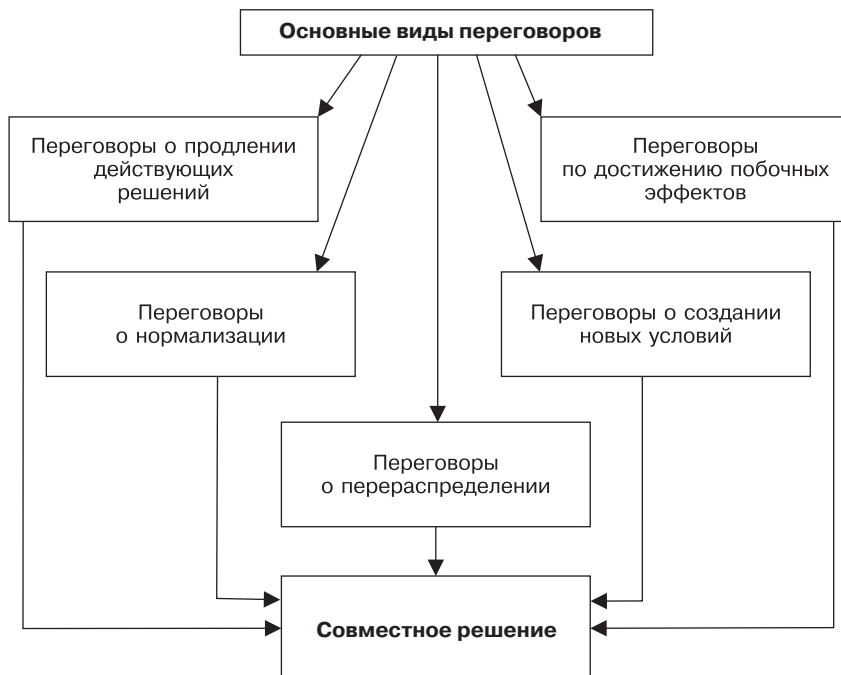 Основные виды переговоров
Переговоры о продлении
действующих
решений
Переговоры
по достижению побочных
эффектов
Переговоры
о нормализации
Переговоры о создании
новых условий
Переговоры
о перераспределении
Совместное решение